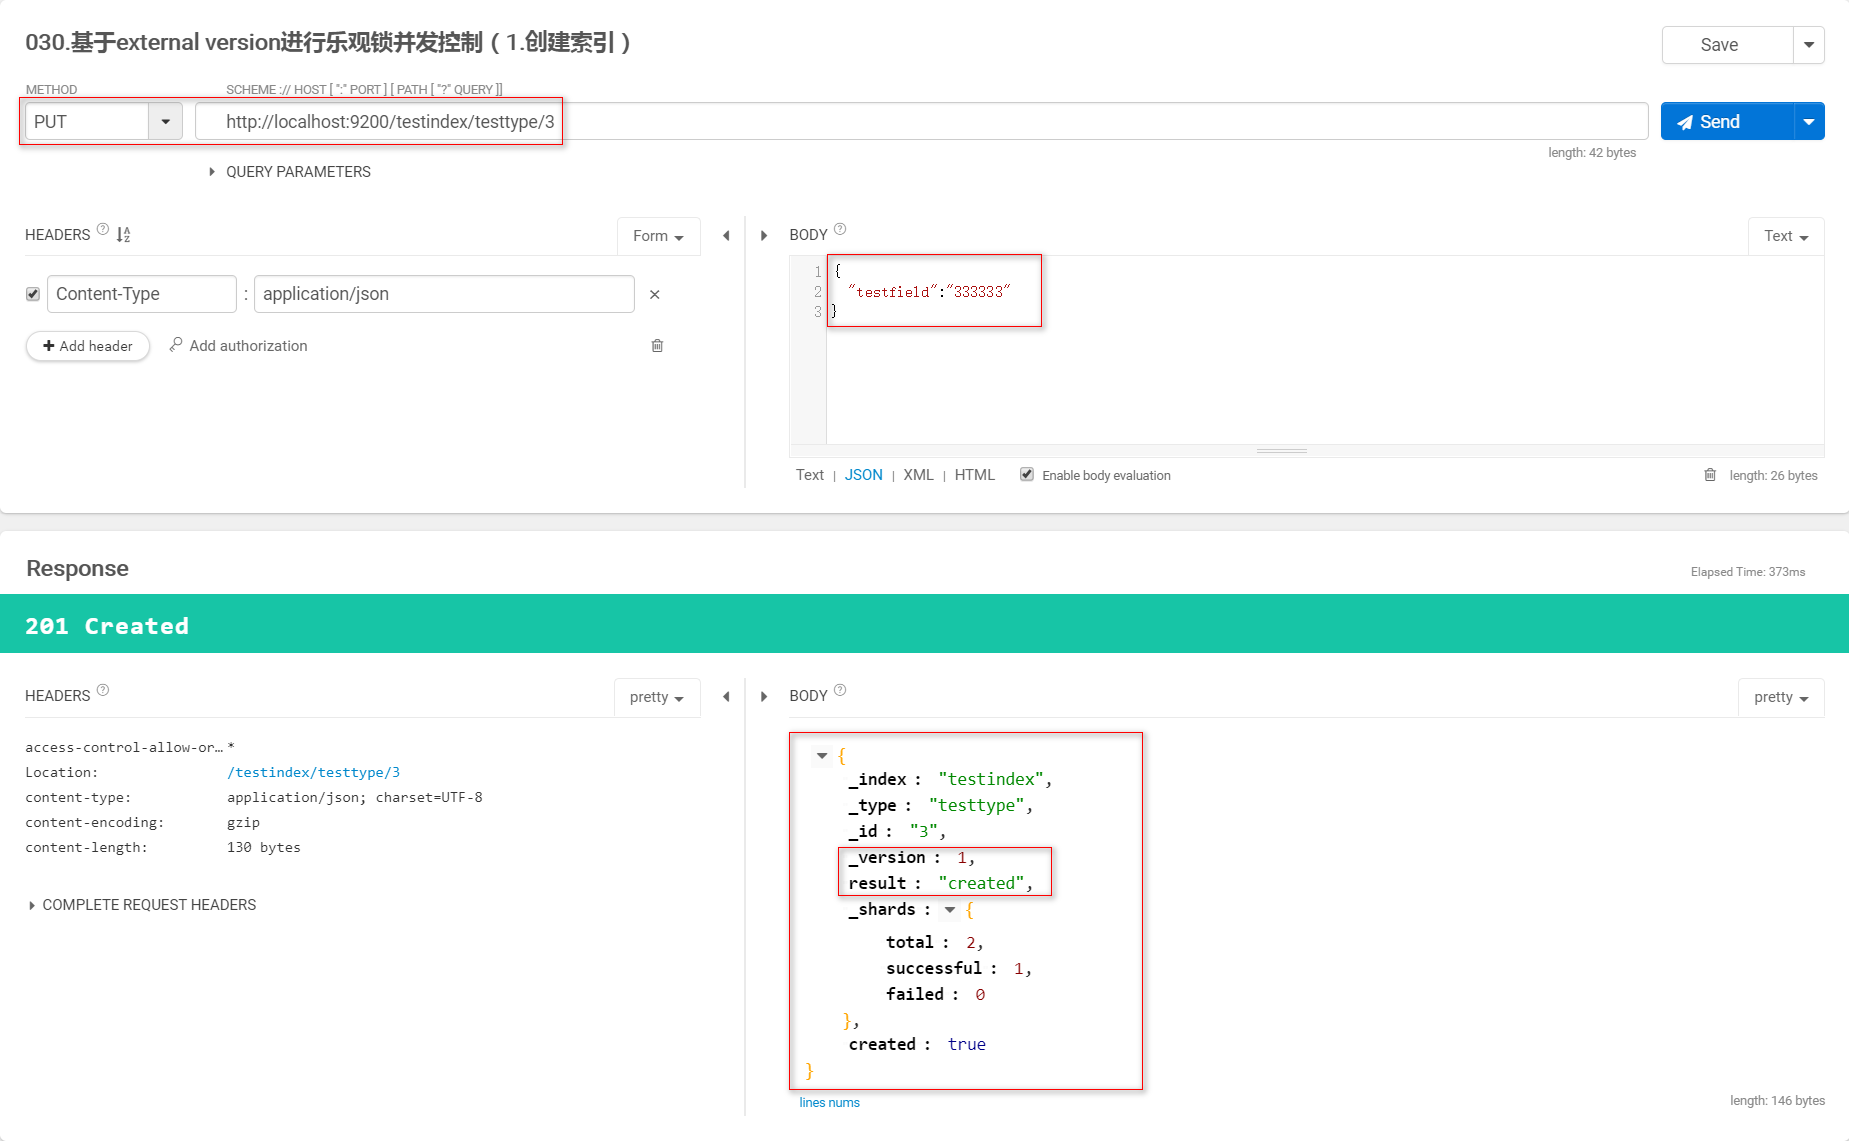 030.基于external version进行乐观锁并发控制（1.创建索引）
Save
METHOD
SCHEME :// HOST [ ":" PORT ] [ PATH [ "?" QUERY ]]
PUT
http://localhost:9200/testindex/testtype/3
Send
length: 42 bytes
QUERY PARAMETERS
HEADERS ?
Form
BODY ?
Text
Content-Type : application/json ×
Add header
Add authorization
1 {
2 "testfield":"333333"
3 }
Text | JSON | XML | HTML
Enable body evaluation
length: 26 bytes
Response
Elapsed Time: 373ms
201 Created
HEADERS ?
pretty
BODY ?
pretty
access-control-allow-or… *
Location: /testindex/testtype/3
content-type: application/json; charset=UTF-8
content-encoding: gzip
content-length: 130 bytes
COMPLETE REQUEST HEADERS
{
_index : "testindex",
_type : "testtype",
_id : "3",
_version : 1,
result : "created",
_shards : {
total : 2,
successful : 1,
failed : 0
},
created : true
}
lines nums
length: 146 bytes